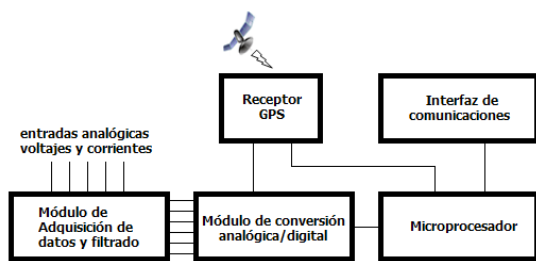 Receptor
GPS
Interfaz de
comunicaciones
entradas analógicas
voltajes y corrientes
Módulo de
Adquisición de
datos y filtrado
Módulo de conversión
analógica/digital
Microprocesador